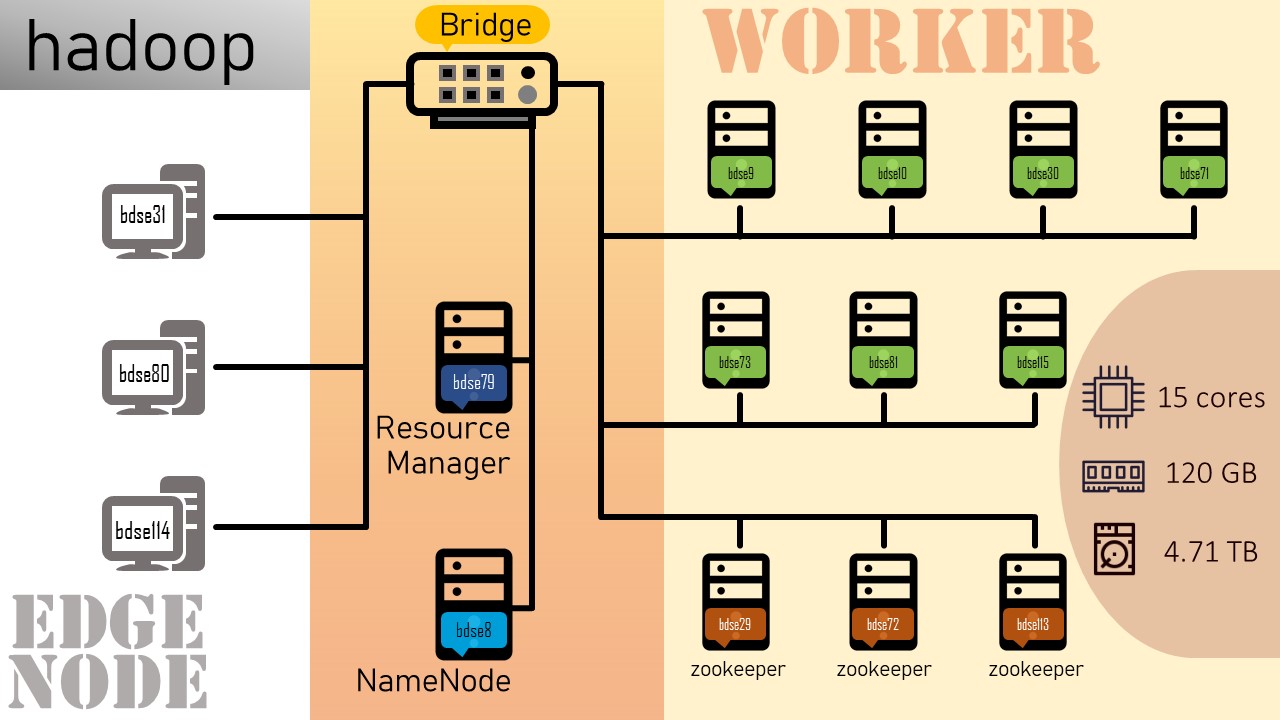 hadoop
Bridge
WORKER
bdse9
bdse10
bdse30
bdse71
bdse31
bdse80
bdse114
EDGE
NODE
bdse79
Resource
Manager
bdse8
NameNode
bdse73
bdse81
bdse115
bdse29
bdse72
bdse113
zookeeper
zookeeper
zookeeper
15 cores
120 GB
4.71 TB